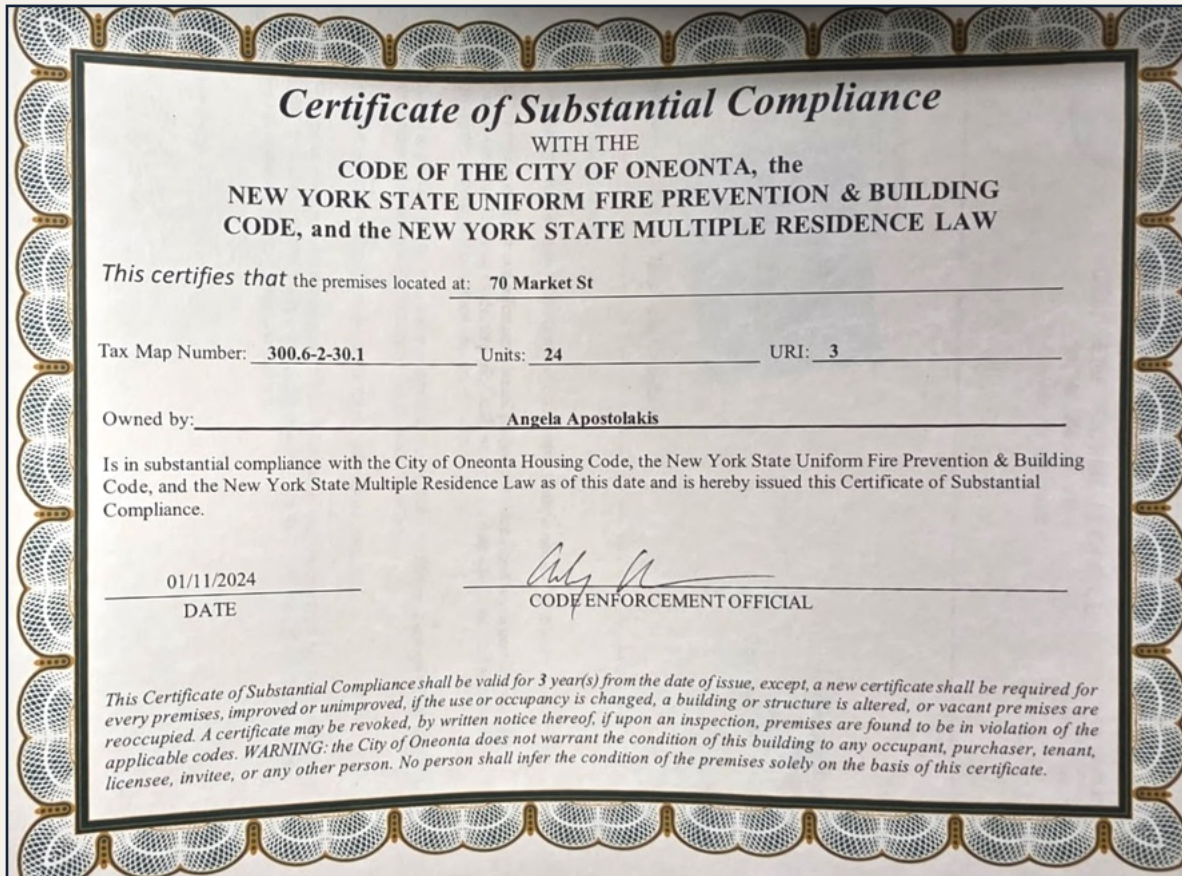 Certificate of Substantial Compliance
WITH THE
CODE OF THE CITY OF ONEONTA, the
NEW YORK STATE UNIFORM FIRE PREVENTION & BUILDING
CODE, and the NEW YORK STATE MULTIPLE RESIDENCE LAW
This certifies that the premises located at: 70 Market St
Tax Map Number: 300.6-2-30.1 Units: 24 URI: 3
Owned by: Angela Apostolakis
Is in substantial compliance with the City of Oneonta Housing Code, the New York State Uniform Fire Prevention & Building
Code, and the New York State Multiple Residence Law as of this date and is hereby issued this Certificate of Substantial
Compliance.
01/11/2024
DATE CODE ENFORCEMENT OFFICIAL
This Certificate of Substantial Compliance shall be valid for 3 year(s) from the date of issue, except, a new certificate shall be required for
every premises, improved or unimproved, if the use or occupancy is changed, a building or structure is altered, or vacant premises are
reoccupied. A certificate may be revoked, by written notice thereof, if upon an inspection, premises are found to be in violation of the
applicable codes. WARNING: the City of Oneonta does not warrant the condition of this building to any occupant, purchaser, tenant,
licensee, invitee, or any other person. No person shall infer the condition of the premises solely on the basis of this certificate.